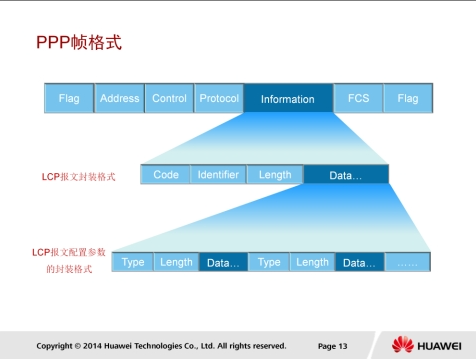 PPP帧格式
Flag Address Control Protocol Information FCS Flag
LCP报文封装格式 Code Identifier Length Data…
LCP报文配置参数
的封装格式
Type Length Data… Type Length Data… ……
Copyright © 2014 Huawei Technologies Co., Ltd. All rights reserved. Page 13 HUAWEI